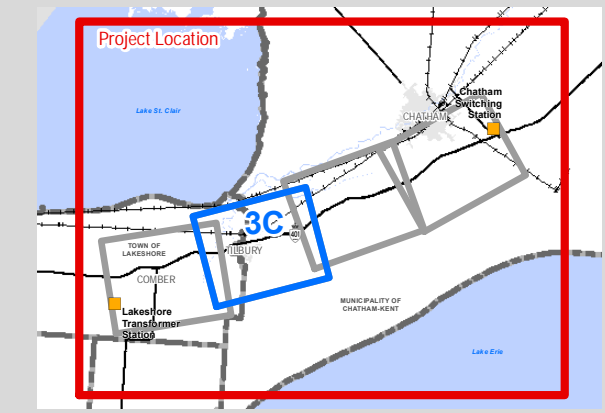 Project Location
Chatham
Switching
Station
Lake St. Clair
CHATHAM
3C
401
TOWN OF
LAKESHORE
TILBURY
COMBER
MUNICIPALITY OF
CHATHAM-KENT
Lakeshore
Transformer
Station
Lake Erie